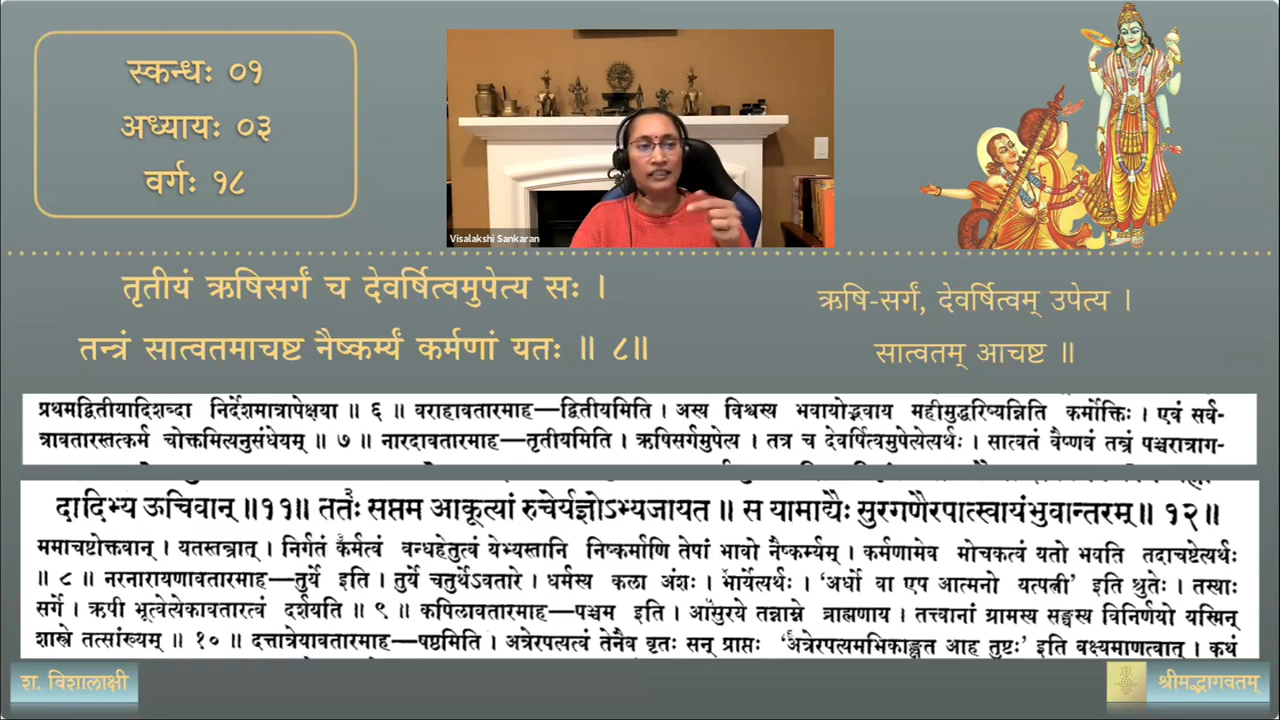 स्कन्धः ०१
अध्यायः ०३
वर्गः १८
Visalakshi Sankaran
तृतीयं ऋषिसर्गं च देवर्षित्वमुपेत्य सः ।
तन्त्रं सात्वतमाचष्ट नैष्कर्म्यं कर्मणां यतः ॥ ८॥
ऋषि-सर्गं, देवर्षित्वम् उपेत्य ।
सात्वतम् आचष्ट ॥
प्रथमद्वितीयादिशब्दा निर्देशमात्रापेक्षया ॥ ६ ॥ वराहावतारमाह—द्वितीयमिति । अस्य विश्वस्य भवायोद्भवाय महीमुद्धरिष्यन्निति कर्मोक्तिः । एवं सर्व-
त्रावतारस्तत्कर्म चोक्तमित्यनुसंधेयम् ॥ ७ ॥ नारदावतारमाह—तृतीयमिति । ऋषिसर्गमुपेत्य । तत्र च देवर्षित्वमुपेत्येत्यर्थः । सात्वतं वैष्णवं तन्त्रं पञ्चरात्राग-
दादिभ्य ऊचिवान् ॥११॥ ततः सप्तम आकूत्यां रुचेर्यज्ञोऽभ्यजायत ॥ स यामाद्यैः सुरगणैरपात्स्वायंभुवान्तरम् ॥ १२॥
ममाचष्टोक्तवान् । यतस्तन्त्रात् । निर्गतं कर्मत्वं बन्धहेतुत्वं येभ्यस्तानि निष्कर्माणि तेषां भावो नैष्कर्म्यम् । कर्मणामेव मोचकत्वं यतो भवति तदाचष्टेत्यर्थः
॥ ८ ॥ नरनारायणावतारमाह—तुर्ये इति । तुर्ये चतुर्थेऽवतारे । धर्मस्य कला अंशः । भार्येत्यर्थः । ‘अर्धो वा एष आत्मनो यत्पत्नी’ इति श्रुतेः । तस्याः
सर्गे । ऋषी भूत्वेत्येकावतारत्वं दर्शयति ॥ ९ ॥ कपिलावतारमाह—पञ्चम इति । आसुरये तन्नाम्ने ब्राह्मणाय । तत्त्वानां ग्रामस्य सङ्घस्य विनिर्णयो यस्मिन्
शास्त्रे तत्सांख्यम् ॥ १० ॥ दत्तात्रेयावतारमाह—षष्ठमिति । अत्रेरपत्यत्वं तेनैव वृतः सन् प्राप्तः ‘अत्रेरपत्यमभिकाङ्क्षत आह तुष्टः’ इति वक्ष्यमाणत्वात् । कथं
श. विशालाक्षी
श्रीमद्भागवतम्